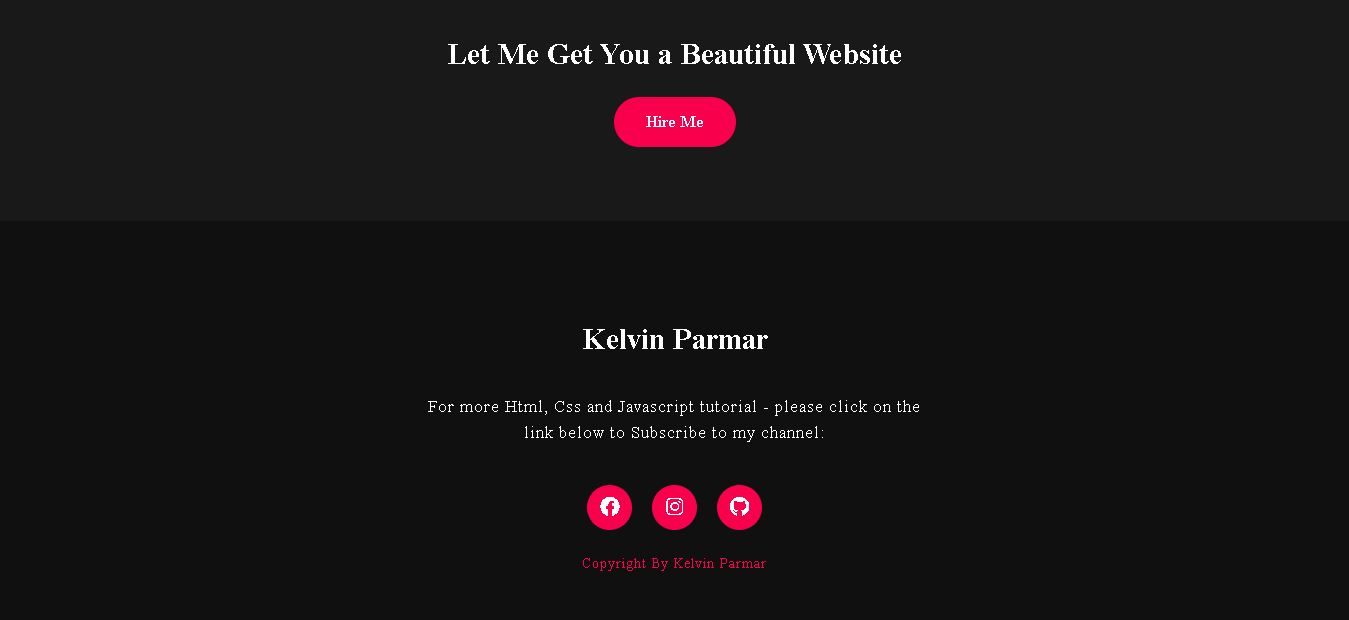 Let Me Get You a Beautiful Website
Hire Me
Kelvin Parmar
For more Html, Css and Javascript tutorial - please click on the
link below to Subscribe to my channel:
Copyright By Kelvin Parmar